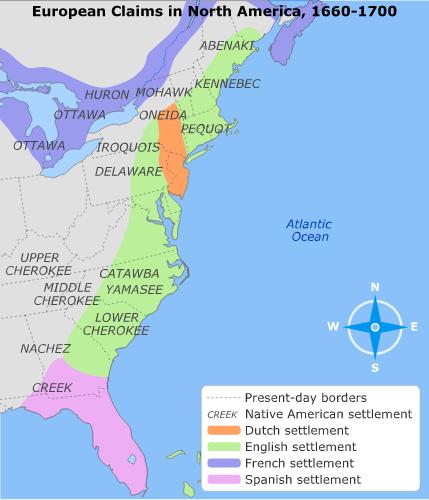 European Claims in North America, 1660-1700
ABENAKI
KENNEBEC
HURON
MOHAWK
OTTAWA
ONEIDA
PEQUOT
OTTAWA
IROQUOIS
DELAWARE
Atlantic
Ocean
UPPER
CHEROKEE
CATAWBA
MIDDLE
CHEROKEE
YAMASEE
LOWER
CHEROKEE
NACHEZ
CREEK
N
W
E
S
Present-day borders
CREEK Native American settlement
Dutch settlement
English settlement
French settlement
Spanish settlement